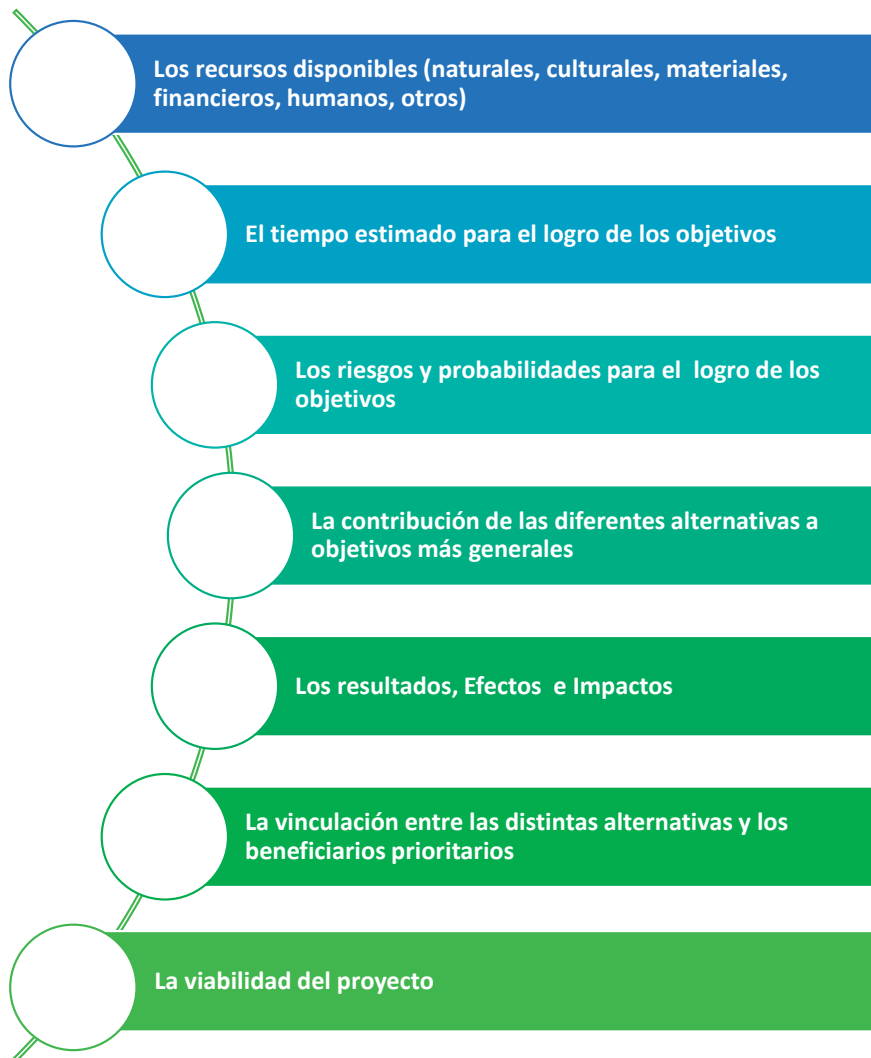 Los recursos disponibles (naturales, culturales, materiales,
financieros, humanos, otros)
El tiempo estimado para el logro de los objetivos
Los riesgos y probabilidades para el  logro de los
objetivos
La contribución de las diferentes alternativas a
objetivos más generales
Los resultados, Efectos  e Impactos
La vinculación entre las distintas alternativas y los
beneficiarios prioritarios
La viabilidad del proyecto